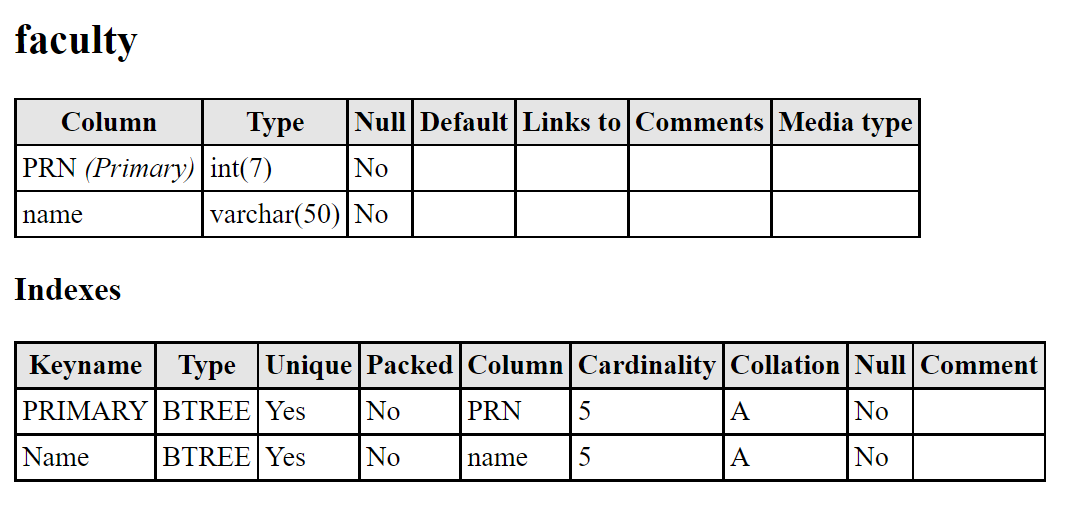 faculty
Column Type Null Default Links to Comments Media type
PRN (Primary) int(7) No
name varchar(50) No
Indexes
Keyname Type Unique Packed Column Cardinality Collation Null Comment
PRIMARY BTREE Yes No PRN 5 A No
Name BTREE Yes No name 5 A No